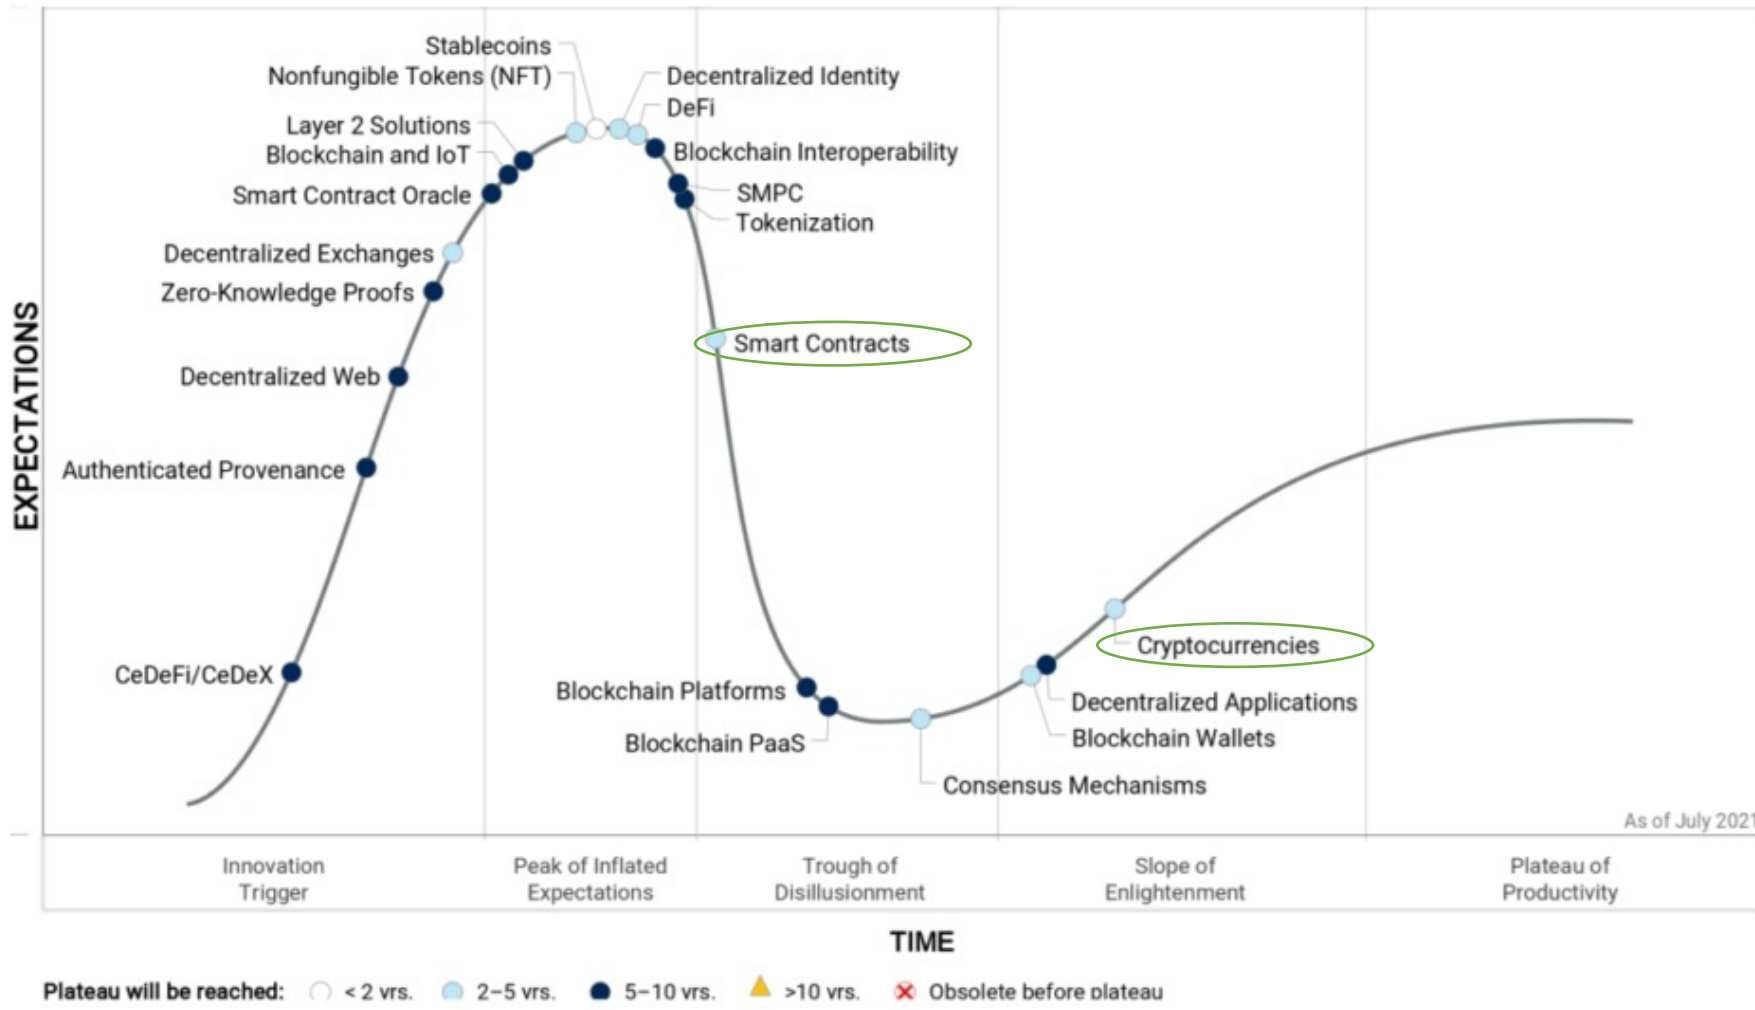 Stablecoins
Nonfungible Tokens (NFT)
Decentralized Identity
DeFi
Layer 2 Solutions
Blockchain and IoT
Blockchain Interoperability
Smart Contract Oracle
SMPC
Tokenization
Decentralized Exchanges
Zero-Knowledge Proofs
Smart Contracts
Decentralized Web
EXPECTATIONS
Authenticated Provenance
CeDeFi/CeDeX
Cryptocurrencies
Blockchain Platforms
Decentralized Applications
Blockchain PaaS
Blockchain Wallets
Consensus Mechanisms
As of July 2021
Innovation
Trigger
Peak of Inflated
Expectations
Trough of
Disillusionment
Slope of
Enlightenment
Plateau of
Productivity
TIME
Plateau will be reached: < 2 yrs. 2–5 yrs. 5–10 yrs. >10 yrs. Obsolete before plateau